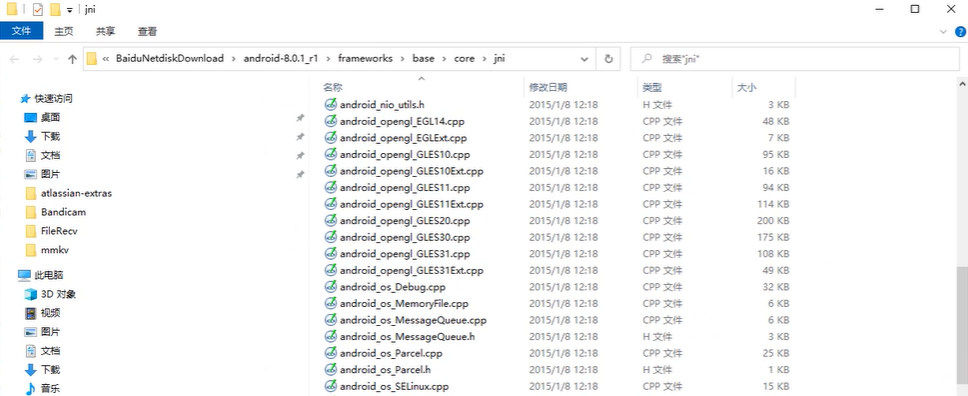 jni
文件 主页 共享 查看
« BaiduNetdiskDownload › android-8.0.1_r1 › frameworks › base › core › jni 搜索"jni"
快速访问
桌面
下载
文档
图片
atlassian-extras
Bandicam
FileRecv
mmkv
此电脑
3D 对象
视频
图片
文档
下载
音乐
名称 修改日期 类型 大小
android_nio_utils.h 2015/1/8 12:18 H 文件 3 KB
android_opengl_EGL14.cpp 2015/1/8 12:18 CPP 文件 48 KB
android_opengl_EGLExt.cpp 2015/1/8 12:18 CPP 文件 7 KB
android_opengl_GLES10.cpp 2015/1/8 12:18 CPP 文件 95 KB
android_opengl_GLES10Ext.cpp 2015/1/8 12:18 CPP 文件 16 KB
android_opengl_GLES11.cpp 2015/1/8 12:18 CPP 文件 94 KB
android_opengl_GLES11Ext.cpp 2015/1/8 12:18 CPP 文件 114 KB
android_opengl_GLES20.cpp 2015/1/8 12:18 CPP 文件 200 KB
android_opengl_GLES30.cpp 2015/1/8 12:18 CPP 文件 175 KB
android_opengl_GLES31.cpp 2015/1/8 12:18 CPP 文件 108 KB
android_opengl_GLES31Ext.cpp 2015/1/8 12:18 CPP 文件 49 KB
android_os_Debug.cpp 2015/1/8 12:18 CPP 文件 32 KB
android_os_MemoryFile.cpp 2015/1/8 12:18 CPP 文件 6 KB
android_os_MessageQueue.cpp 2015/1/8 12:18 CPP 文件 6 KB
android_os_MessageQueue.h 2015/1/8 12:18 H 文件 3 KB
android_os_Parcel.cpp 2015/1/8 12:18 CPP 文件 25 KB
android_os_Parcel.h 2015/1/8 12:18 H 文件 1 KB
android_os_SELinux.cpp 2015/1/8 12:18 CPP 文件 15 KB